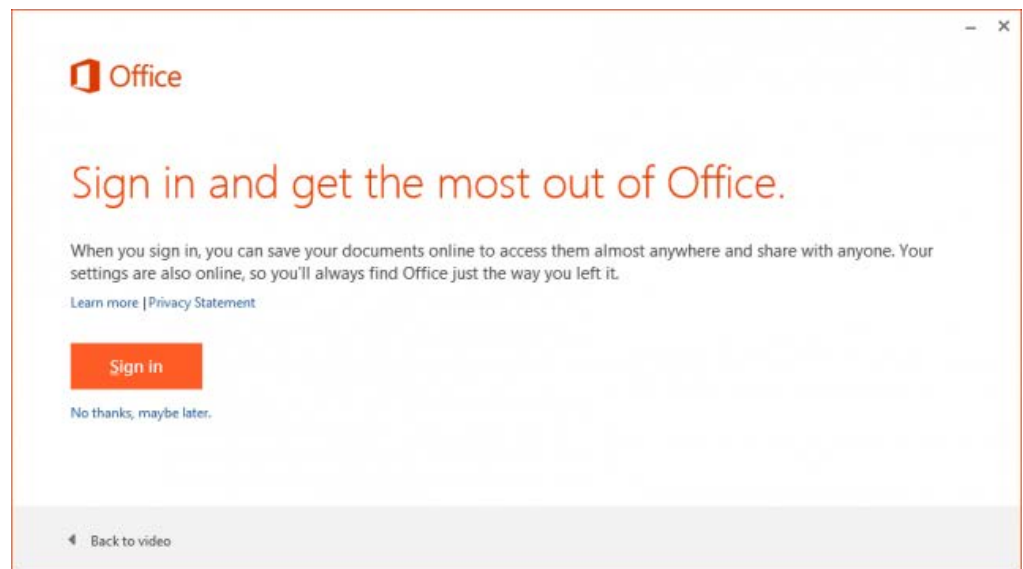 Office
Sign in and get the most out of Office.
When you sign in, you can save your documents online to access them almost anywhere and share with anyone. Your
settings are also online, so you'll always find Office just the way you left it.
Learn more | Privacy Statement
Sign in
No thanks, maybe later.
Back to video